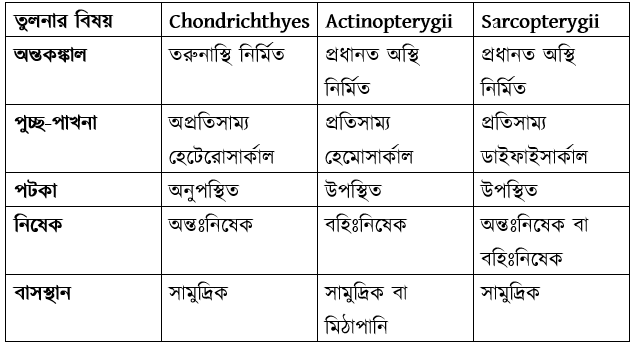 তুলনার বিষয় Chondrichthyes Actinopterygii Sarcopterygii
অন্তকঙ্কাল তরুনাস্থি নির্মিত প্রধানত অস্থি প্রধানত অস্থি
নির্মিত নির্মিত
পুচ্ছ-পাখনা অপ্রতিসাম্য প্রতিসাম্য প্রতিসাম্য
হেটেরোসার্কাল হেমোসার্কাল ডাইফাইসার্কাল
পটকা অনুপস্থিত উপস্থিত উপস্থিত
নিষেক অন্তঃনিষেক বহিঃনিষেক অন্তঃনিষেক বা
বহিঃনিষেক
বাসস্থান সামুদ্রিক সামুদ্রিক বা সামুদ্রিক
মিঠাপানি